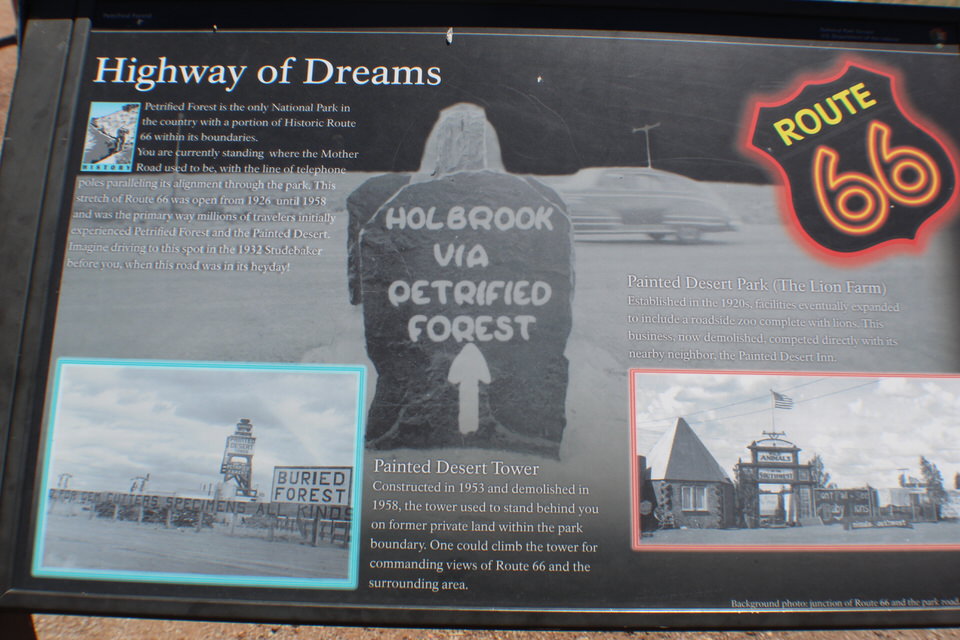 Petrified Forest
Highway of Dreams
Petrified Forest is the only National Park in
the country with a portion of Historic Route
66 within its boundaries.
HISTORY
You are currently standing where the Mother
Road used to be, with the line of telephone
poles paralleling its alignment through the park. This
stretch of Route 66 was open from 1926 until 1958
and was the primary way millions of travelers initially
experienced Petrified Forest and the Painted Desert.
Imagine driving to this spot in the 1932 Studebaker
before you, when this road was in its heyday!
HOLBROOK
VIA
PETRIFIED
FOREST
ROUTE
66
Painted Desert Park (The Lion Farm)
Established in the 1920s, facilities eventually expanded
to include a roadside zoo complete with lions. This
business, now demolished, competed directly with its
nearby neighbor, the Painted Desert Inn.
BURIED
FOREST
GEM CUTTERS SPECIMENS ALL KINDS
Painted Desert Tower
Constructed in 1953 and demolished in
1958, the tower used to stand behind you
on former private land within the park
boundary. One could climb the tower for
commanding views of Route 66 and the
surrounding area.
ANIMALS
SOUTHWEST
Background photo: junction of Route 66 and the park road